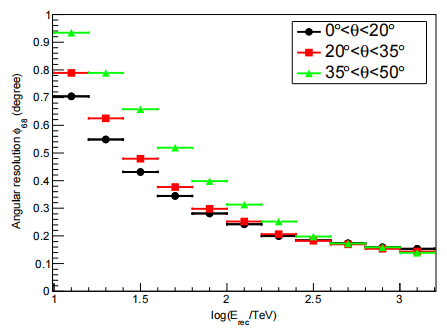 1
0.9
0.8
0.7
0.6
0.5
0.4
0.3
0.2
0.1
0
Angular resolution ϕ₆₈ (degree)
0°<θ<20°
20°<θ<35°
35°<θ<50°
1 1.5 2 2.5 3
log(E_rec/TeV)